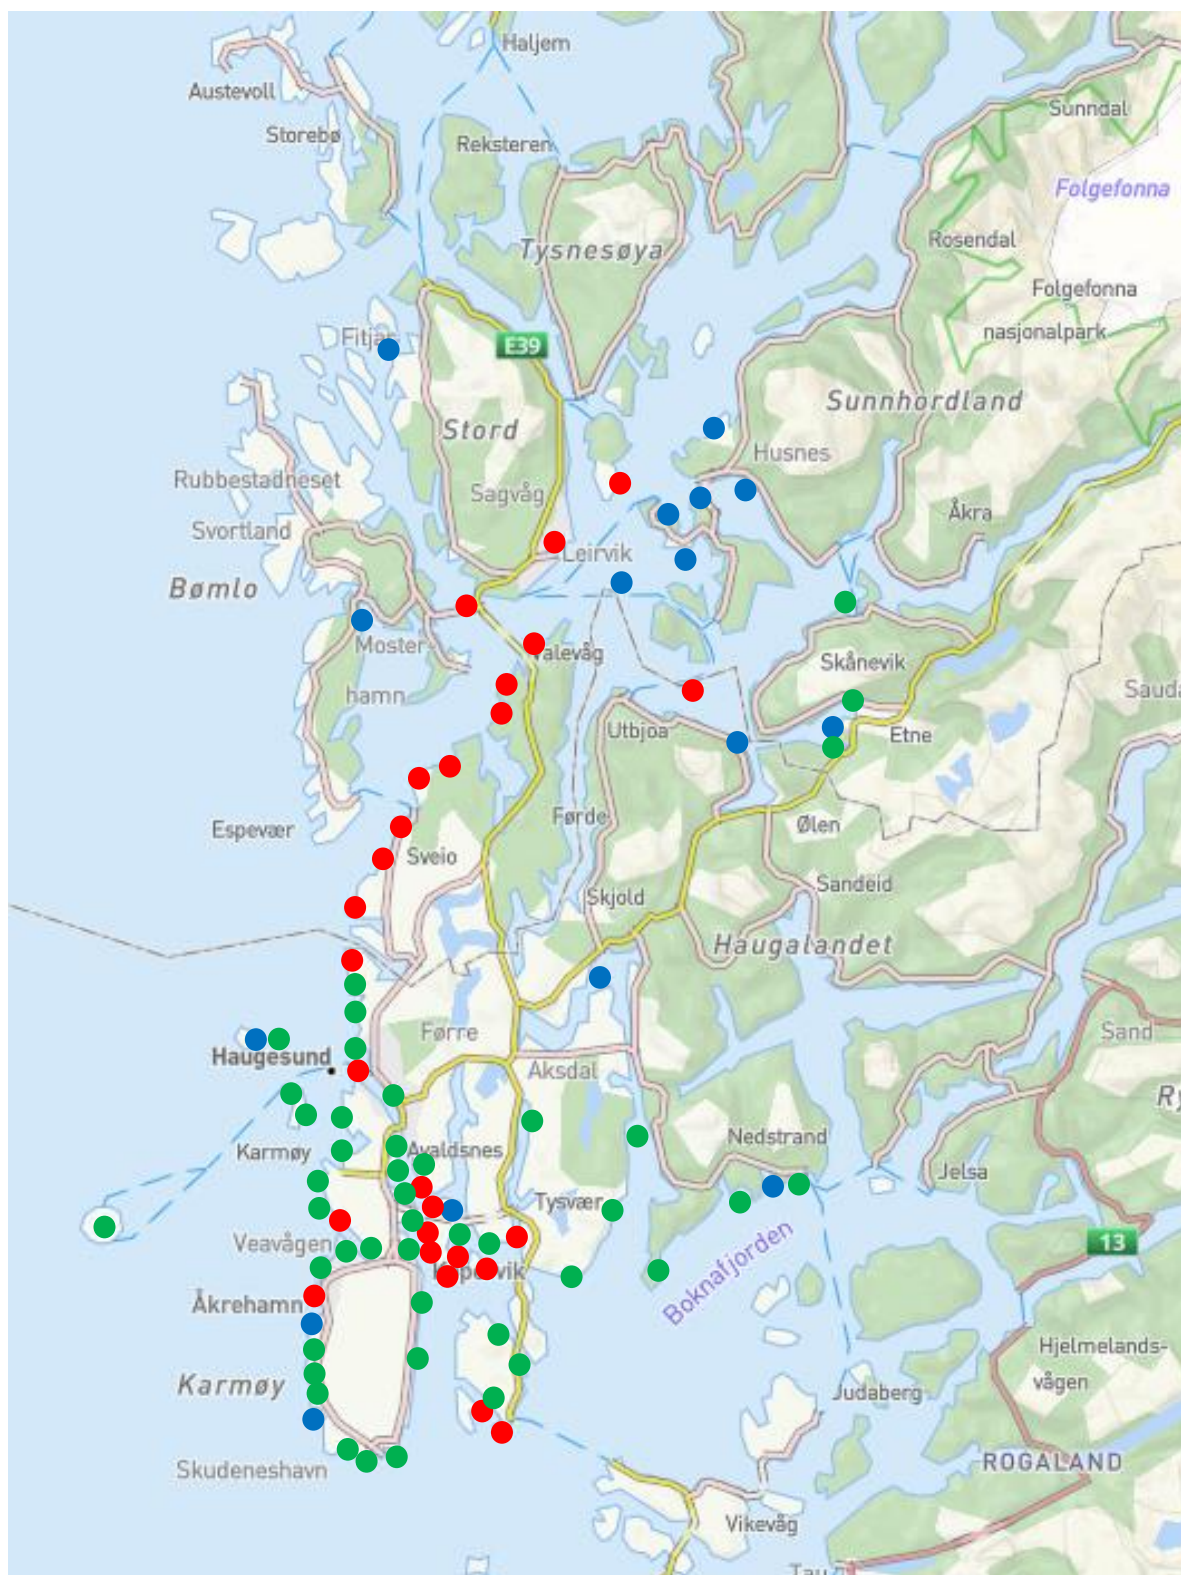 Haljem
Austevoll
Sunndal
Storebø
Reksteren
Folgefonna
Rosendal
Tysnesøya
Folgefonna
nasjonalpark
Fitjar
E39
Sunnhordland
Stord
Husnes
Rubbestadneset
Sagvåg
Åkra
Svortland
Leirvik
Bømlo
Moster-
hamn
Valevåg
Skånevik
Utbjoa
Etne
Førde
Ølen
Espevær
Sveio
Sandeid
Skjold
Haugalandet
Førre
Sand
Haugesund
Aksdal
Karmøy
Avaldsnes
Nedstrand
Jelsa
Tysvær
Veavågen
13
Boknafjorden
Åkrehamn
Hjelmelands-
vågen
Karmøy
Judaberg
Skudeneshavn
ROGALAND
Vikevåg